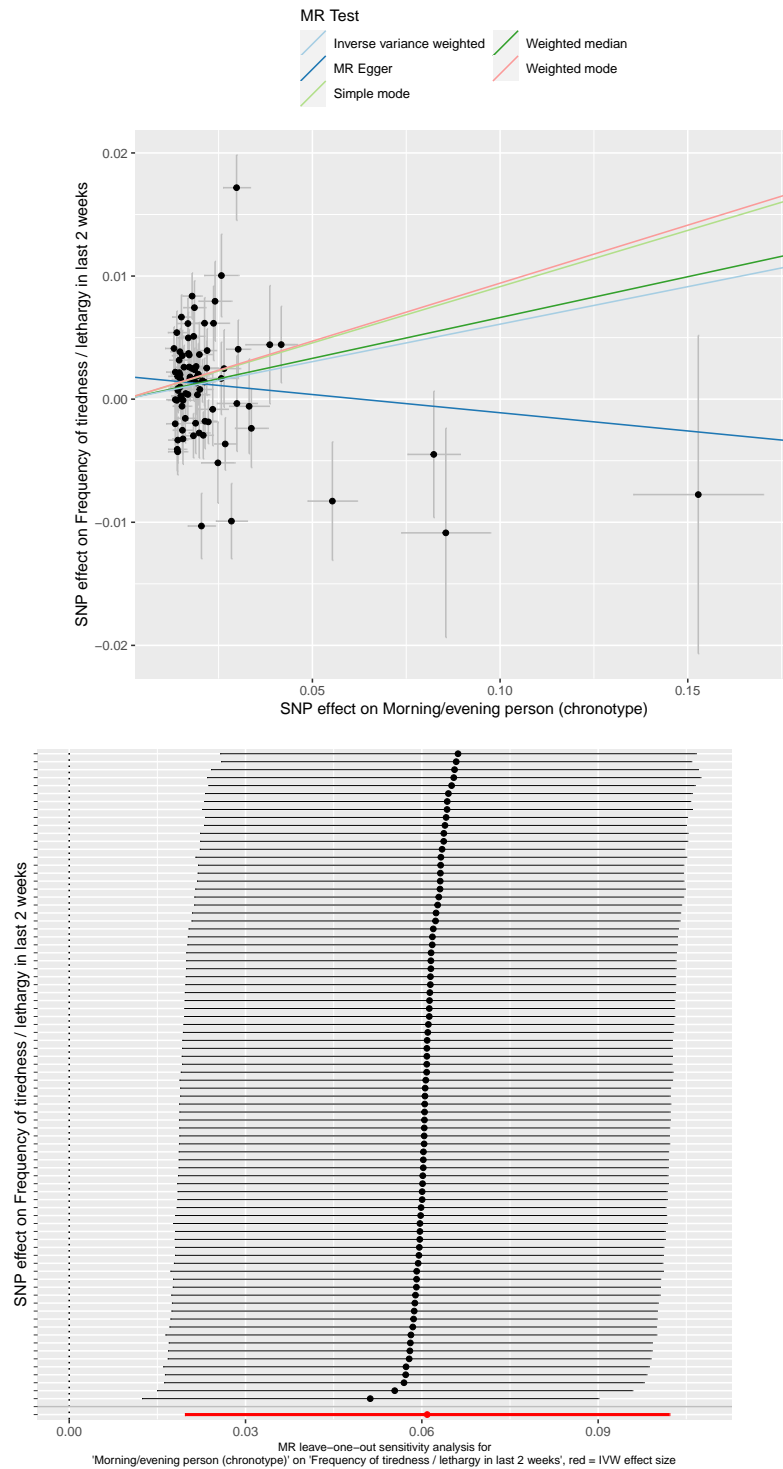 MR Test
Inverse variance weighted
MR Egger
Simple mode
Weighted median
Weighted mode
SNP effect on Frequency of tiredness / lethargy in last 2 weeks
0.02
0.01
0.00
−0.01
−0.02
0.05
0.10
0.15
SNP effect on Morning/evening person (chronotype)
SNP effect on Frequency of tiredness / lethargy in last 2 weeks
0.00
0.03
0.06
0.09
MR leave−one−out sensitivity analysis for
'Morning/evening person (chronotype)' on 'Frequency of tiredness / lethargy in last 2 weeks', red = IVW effect size